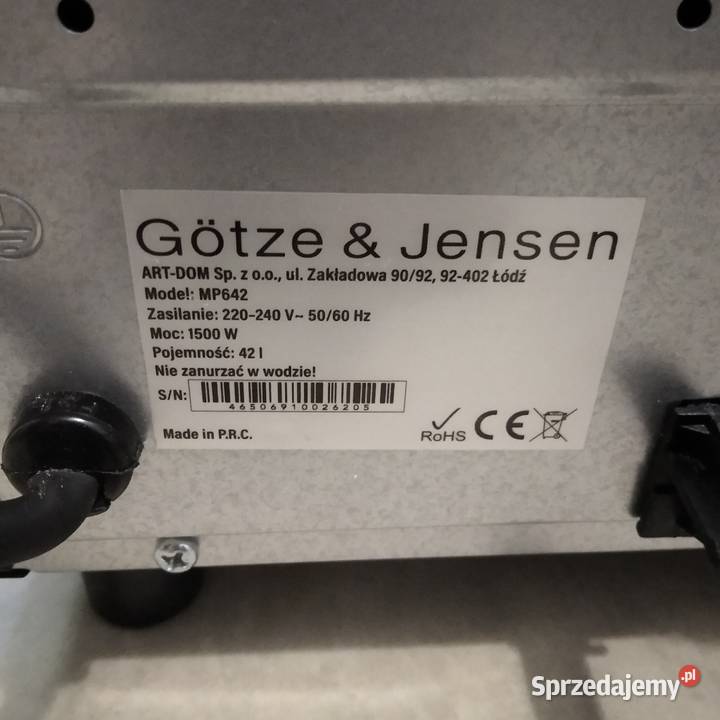 Götze & Jensen
ART-DOM Sp. z o.o., ul. Zakładowa 90/92, 92-402 Łódź
Model: MP642
Zasilanie: 220-240 V~ 50/60 Hz
Moc: 1500 W
Pojemność: 42 l
Nie zanurzać w wodzie!
S/N:
46506910026205
Made in P.R.C.
RoHS CE
Sprzedajemy.pl